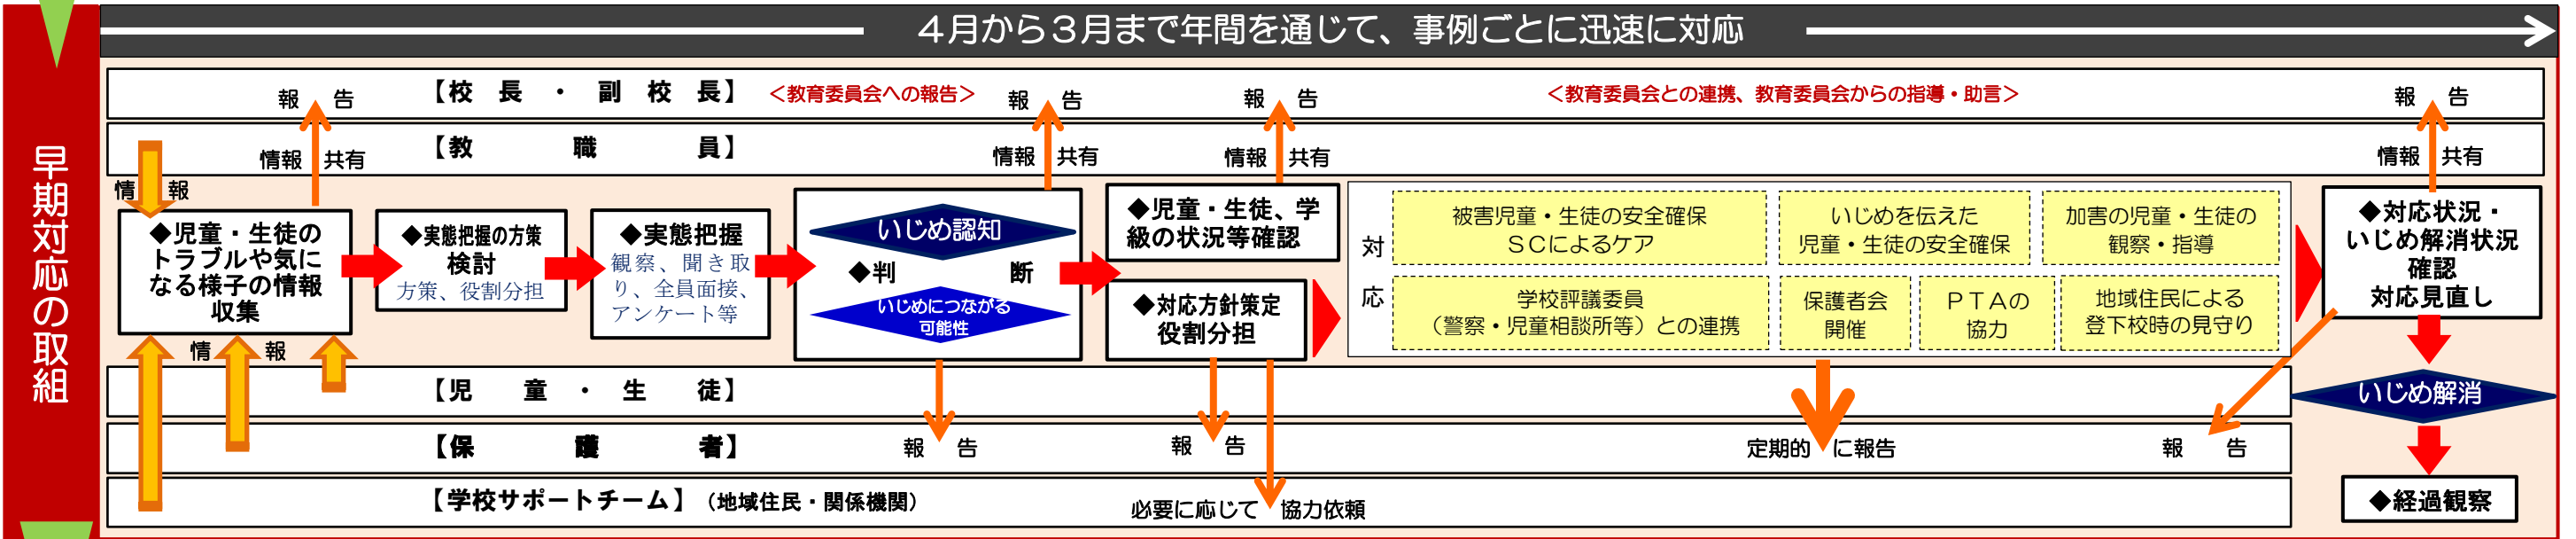 ４月から３月まで年間を通じて、事例ごとに迅速に対応
早期対応の取組
【校　長　・　副　校　長】
＜教育委員会への報告＞
＜教育委員会との連携、教育委員会からの指導・助言＞
報　告
報　告
報　告
報　告
【教　職　員】
情報　共有
情報　共有
情報　共有
情報　共有
情　報
◆児童・生徒の
トラブルや気に
なる様子の情報
収集
◆実態把握の方策
検討
方策、役割分担
◆実態把握
観察、聞き取
り、全員面接、
アンケート等
いじめ認知
◆判　断
いじめにつながる
可能性
◆児童・生徒、学
級の状況等確認
◆対応方針策定
役割分担
対
応
被害児童・生徒の安全確保
ＳＣによるケア
いじめを伝えた
児童・生徒の安全確保
加害の児童・生徒の
観察・指導
学校評議委員
（警察・児童相談所等）との連携
保護者会
開催
ＰＴＡの
協力
地域住民による
登下校時の見守り
◆対応状況・
いじめ解消状況
確認
対応見直し
いじめ解消
◆経過観察
情　報
【児　童　・　生　徒】
【保　護　者】
報　告
報　告
定期的　に報告
報　告
【学校サポートチーム】（地域住民・関係機関）
必要に応じて　協力依頼